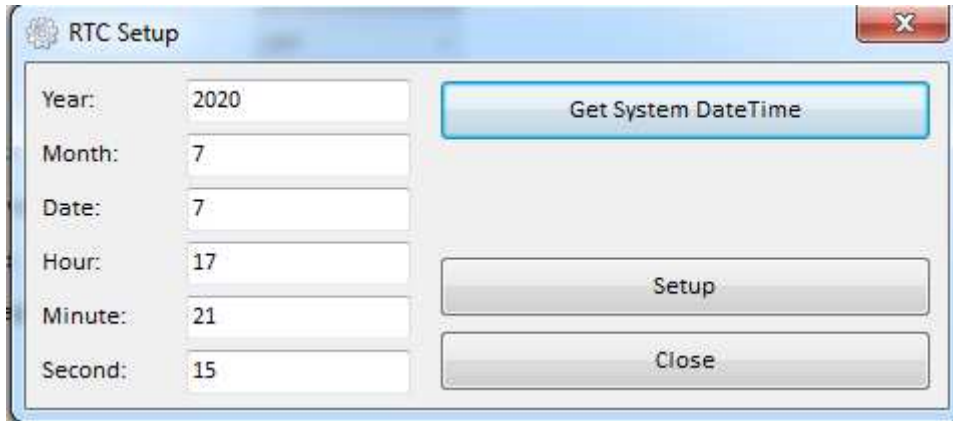 RTC Setup
Year: 2020
Get System DateTime
Month: 7
Date: 7
Hour: 17
Setup
Minute: 21
Close
Second: 15